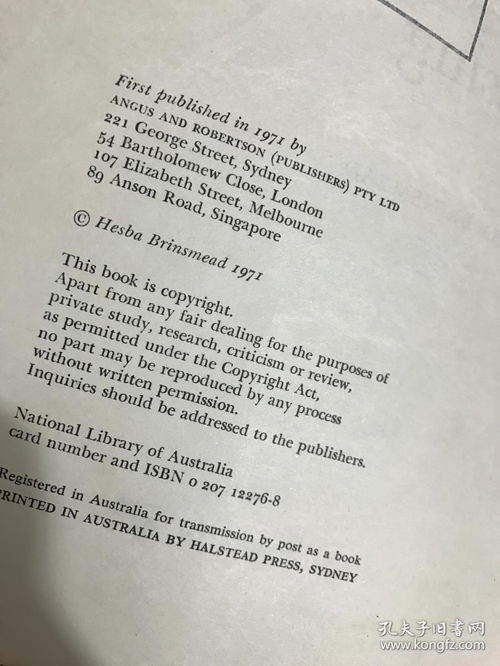 First published in 1971 by
ANGUS AND ROBERTSON (PUBLISHERS) PTY LTD
221 George Street, Sydney
54 Bartholomew Close, London
107 Elizabeth Street, Melbourne
89 Anson Road, Singapore
© Hesba Brinsmead 1971
This book is copyright.
Apart from any fair dealing for the purposes of
private study, research, criticism or review,
as permitted under the Copyright Act,
no part may be reproduced by any process
without written permission.
Inquiries should be addressed to the publishers.
National Library of Australia
card number and ISBN 0 207 12276-8
Registered in Australia for transmission by post as a book
PRINTED IN AUSTRALIA BY HALSTEAD PRESS, SYDNEY
孔夫子旧书网
www.kongfz.com